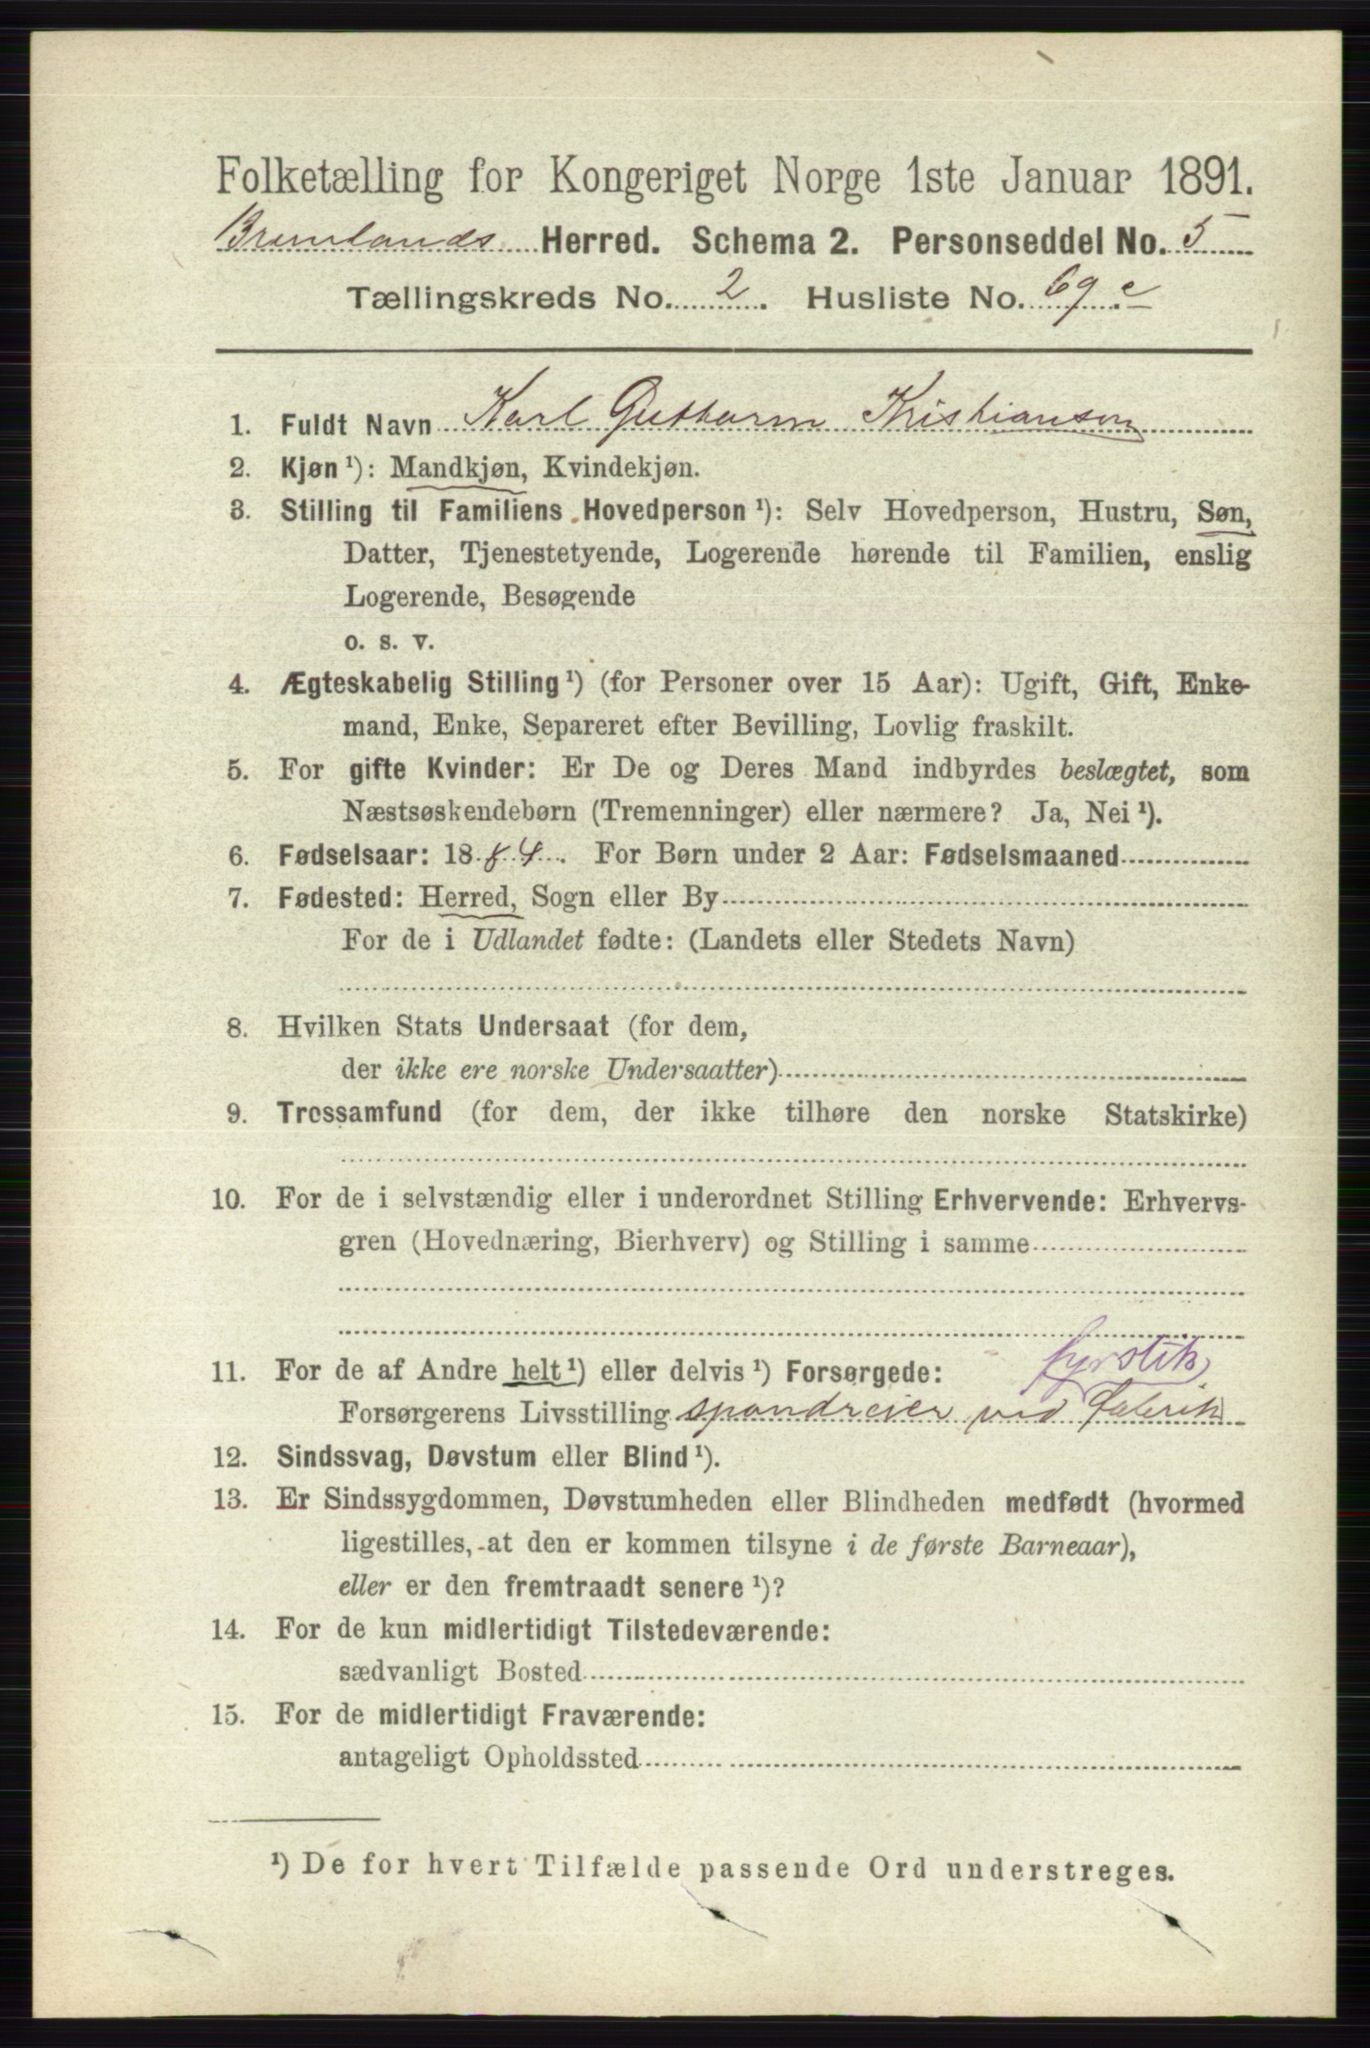 Folketælling for Kongeriget Norge 1ste Januar 1891.
Brunlands Herred. Schema 2. Personseddel No. 5
Tællingskreds No. 2. Husliste No. 69 c
1. Fuldt Navn Karl Guthorm Kristiansen
2. Kjøn ¹): Mandkjøn, Kvindekjøn.
3. Stilling til Familiens Hovedperson ¹): Selv Hovedperson, Hustru, Søn,
Datter, Tjenestetyende, Logerende hørende til Familien, enslig
Logerende, Besøgende
o. s. v.
4. Ægteskabelig Stilling ¹) (for Personer over 15 Aar): Ugift, Gift, Enke-
mand, Enke, Separeret efter Bevilling, Lovlig fraskilt.
5. For gifte Kvinder: Er De og Deres Mand indbyrdes beslægtet, som
Næstsøskendebørn (Tremenninger) eller nærmere? Ja, Nei ¹).
6. Fødselsaar: 1884. For Børn under 2 Aar: Fødselsmaaned
7. Fødested: Herred, Sogn eller By
For de i Udlandet fødte: (Landets eller Stedets Navn)
8. Hvilken Stats Undersaat (for dem,
der ikke ere norske Undersaatter)
9. Trossamfund (for dem, der ikke tilhøre den norske Statskirke)
10. For de i selvstændig eller i underordnet Stilling Erhvervende: Erhvervs-
gren (Hovednæring, Bierhverv) og Stilling i samme
fyrstik
11. For de af Andre helt ¹) eller delvis ¹) Forsørgede:
Forsørgerens Livsstilling spondreier ved fabrik
12. Sindssvag, Døvstum eller Blind ¹).
13. Er Sindssygdommen, Døvstumheden eller Blindheden medfødt (hvormed
ligestilles, at den er kommen tilsyne i de første Barneaar),
eller er den fremtraadt senere ¹)?
14. For de kun midlertidigt Tilstedeværende:
sædvanligt Bosted
15. For de midlertidigt Fraværende:
antageligt Opholdssted
¹) De for hvert Tilfælde passende Ord understreges.